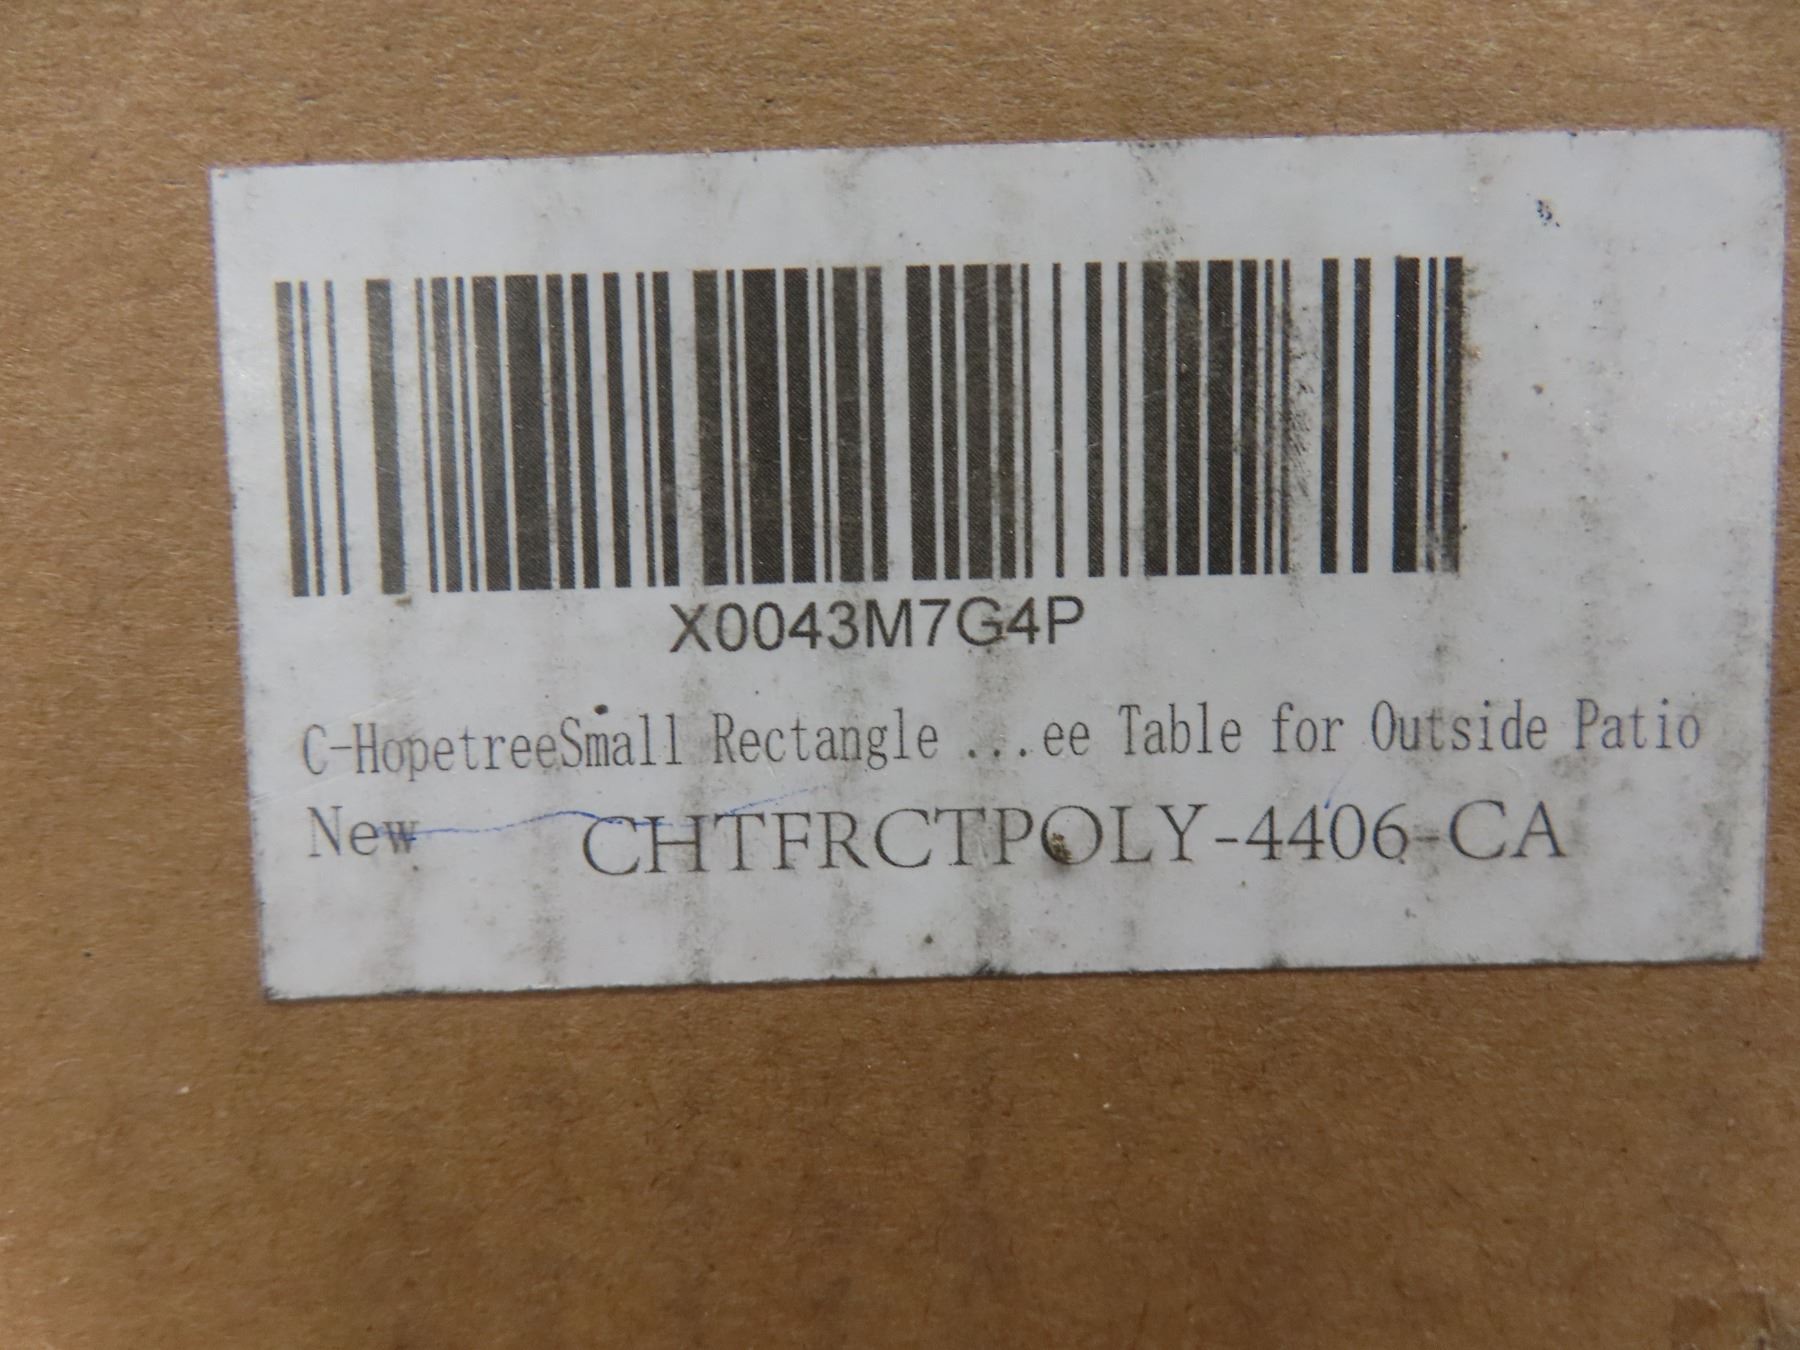 X0043M7G4P
C-HopetreeSmall Rectangle ...ee Table for Outside Patio
New CHTFRCTPOLY-4406-CA